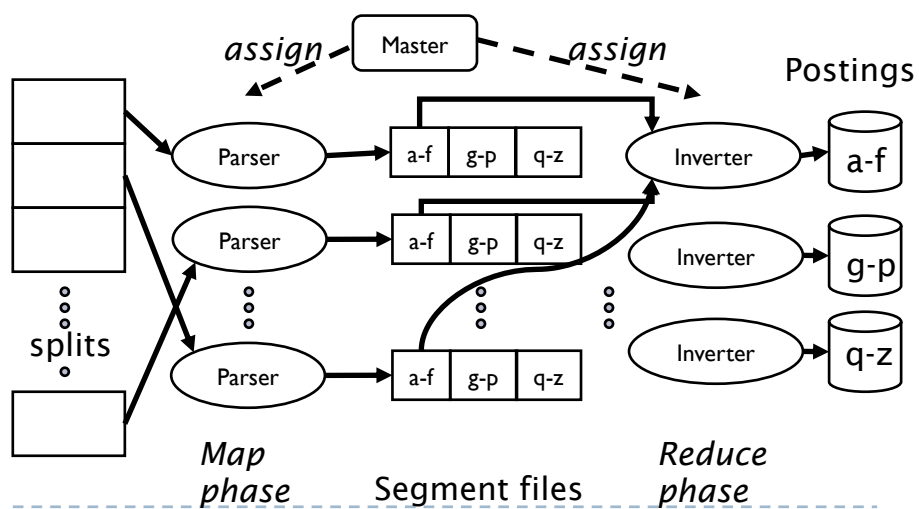 assign
Master
assign
Postings
Parser
a-f g-p q-z
Inverter
a-f
Parser
a-f g-p q-z
Inverter
g-p
splits
Parser
a-f g-p q-z
Inverter
q-z
Map
phase
Segment files
Reduce
phase